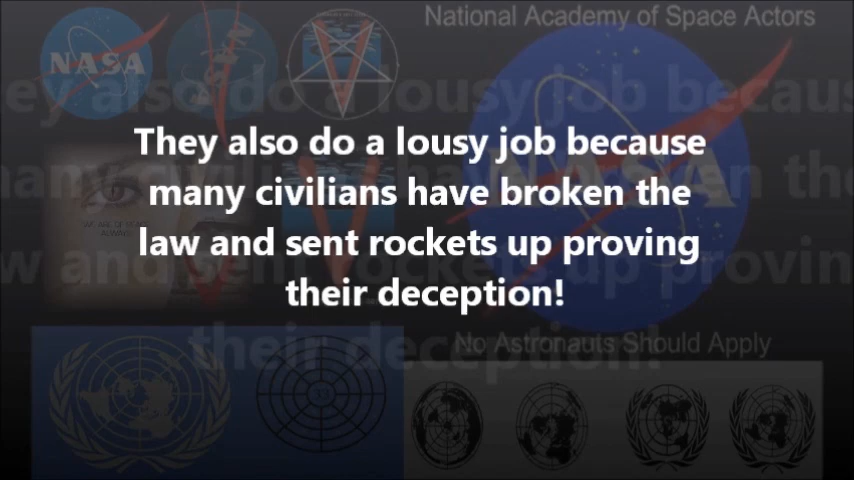 National Academy of Space Actors
NASA
They also do a lousy job because
many civilians have broken the
law and sent rockets up proving
their deception!
No Astronauts Should Apply
33